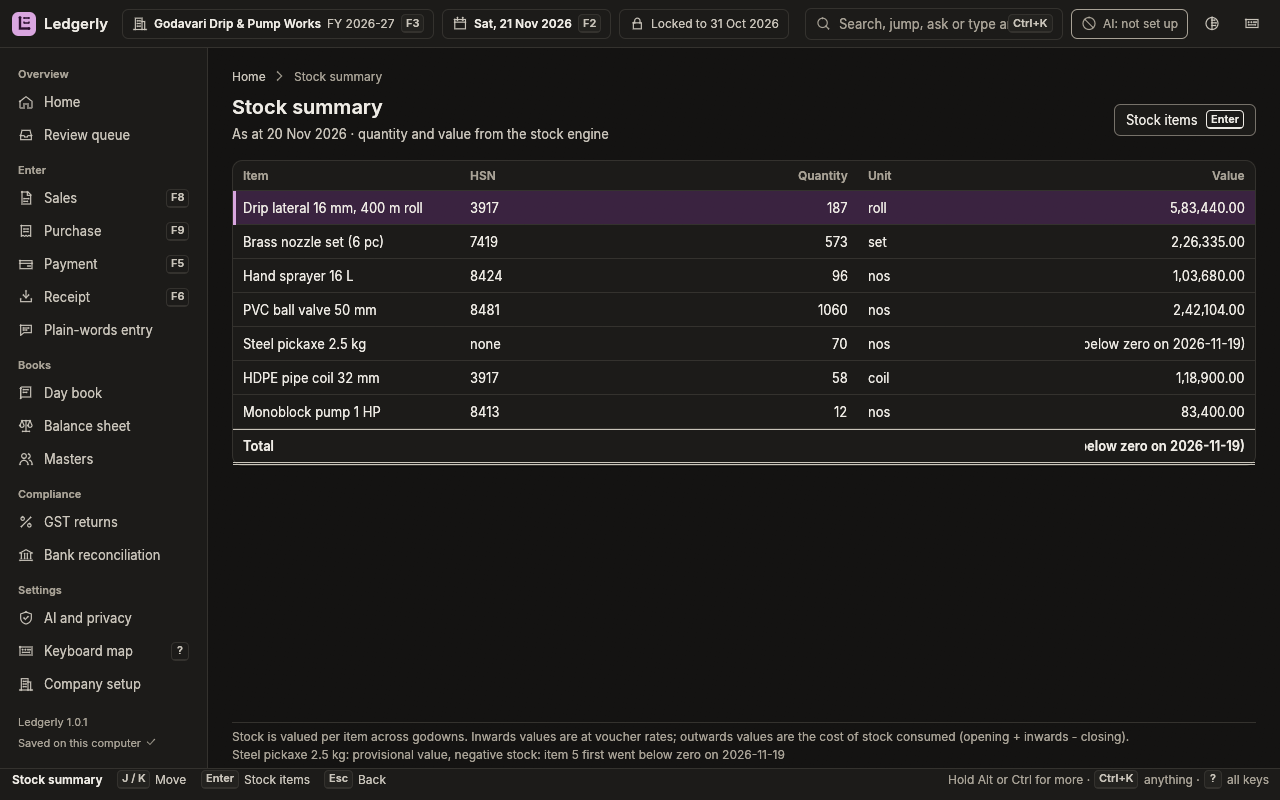 Ledgerly
Godavari Drip & Pump Works FY 2026-27 F3
Sat, 21 Nov 2026 F2
Locked to 31 Oct 2026
Search, jump, ask or type a Ctrl+K
AI: not set up
Overview
Home
Review queue
Enter
Sales F8
Purchase F9
Payment F5
Receipt F6
Plain-words entry
Books
Day book
Balance sheet
Masters
Compliance
GST returns
Bank reconciliation
Settings
AI and privacy
Keyboard map ?
Company setup
Ledgerly 1.0.1
Saved on this computer
Home > Stock summary
Stock summary
As at 20 Nov 2026 · quantity and value from the stock engine
Stock items Enter
Item HSN Quantity Unit Value
Drip lateral 16 mm, 400 m roll 3917 187 roll 5,83,440.00
Brass nozzle set (6 pc) 7419 573 set 2,26,335.00
Hand sprayer 16 L 8424 96 nos 1,03,680.00
PVC ball valve 50 mm 8481 1060 nos 2,42,104.00
Steel pickaxe 2.5 kg none 70 nos below zero on 2026-11-19)
HDPE pipe coil 32 mm 3917 58 coil 1,18,900.00
Monoblock pump 1 HP 8413 12 nos 83,400.00
Total below zero on 2026-11-19)
Stock is valued per item across godowns. Inwards values are at voucher rates; outwards values are the cost of stock consumed (opening + inwards - closing).
Steel pickaxe 2.5 kg: provisional value, negative stock: item 5 first went below zero on 2026-11-19
Stock summary J / K Move Enter Stock items Esc Back
Hold Alt or Ctrl for more · Ctrl+K anything · ? all keys